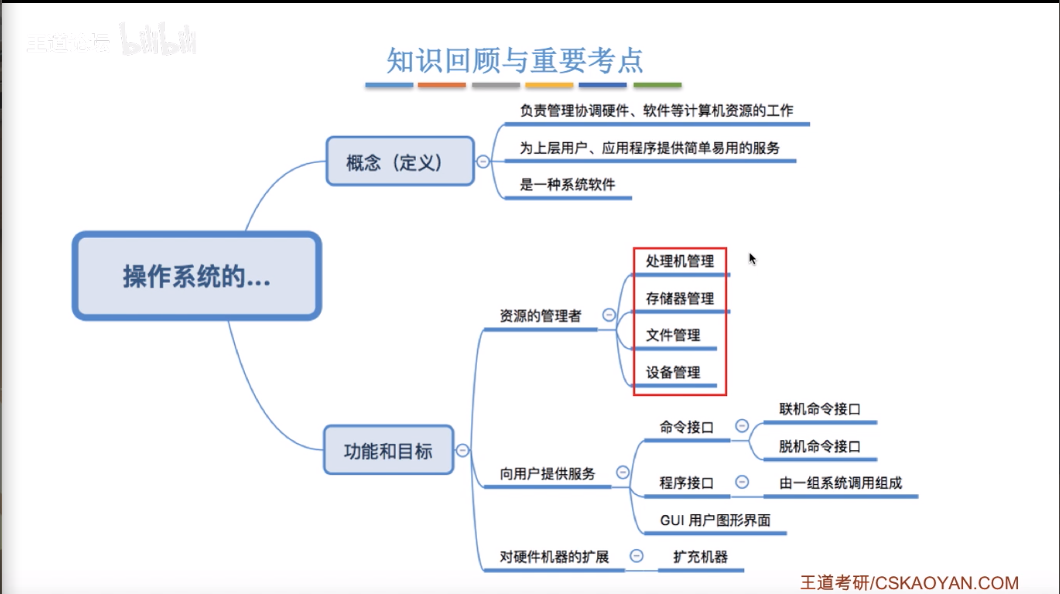 王道论坛 bilibili
知识回顾与重要考点
负责管理协调硬件、软件等计算机资源的工作
概念（定义）
为上层用户、应用程序提供简单易用的服务
是一种系统软件
操作系统的...
处理机管理
存储器管理
资源的管理者
文件管理
设备管理
功能和目标
联机命令接口
命令接口
脱机命令接口
向用户提供服务
程序接口
由一组系统调用组成
GUI 用户图形界面
对硬件机器的扩展
扩充机器
王道考研/CSKAOYAN.COM